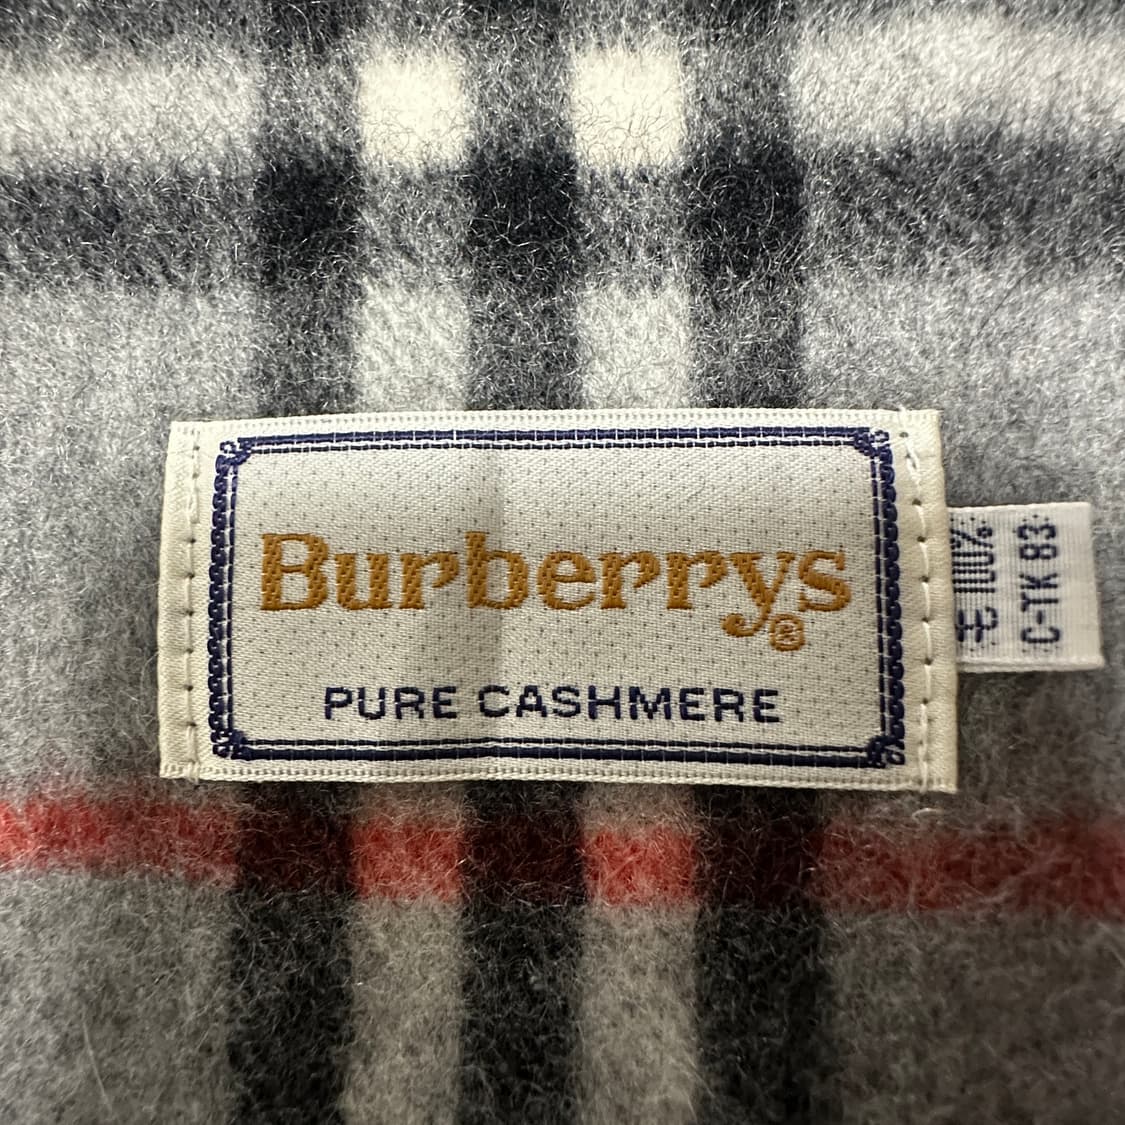 Burberrys®
PURE CASHMERE
毛 100%
C-TK 83